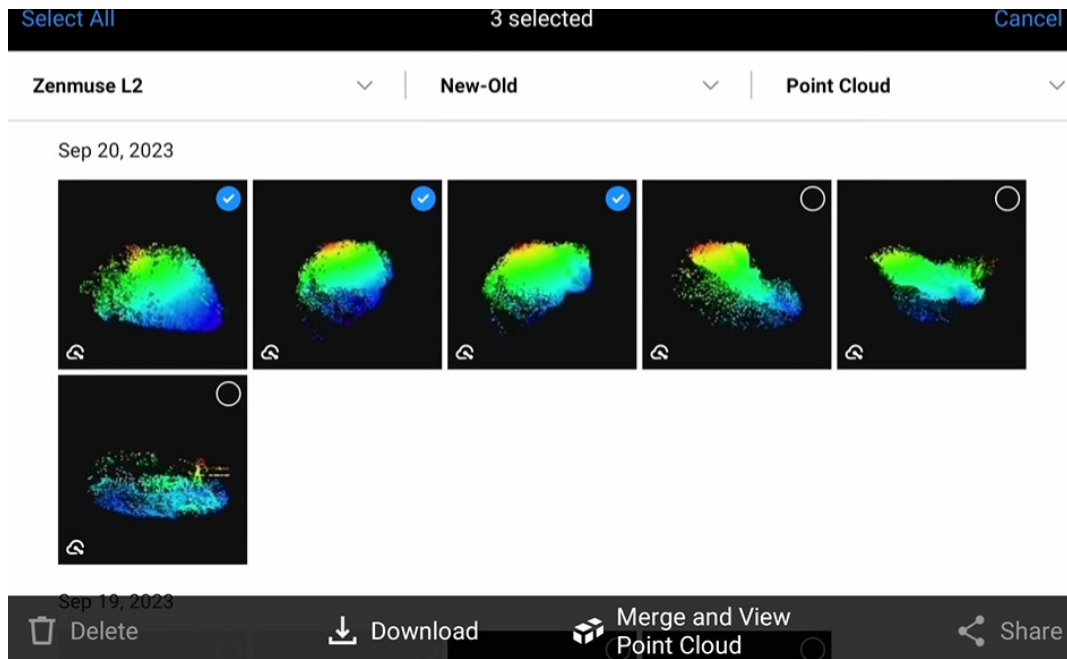 Select All 3 selected Cancel
Zenmuse L2 New-Old Point Cloud
Sep 20, 2023
Sep 19, 2023
Delete Download Merge and View Point Cloud Share